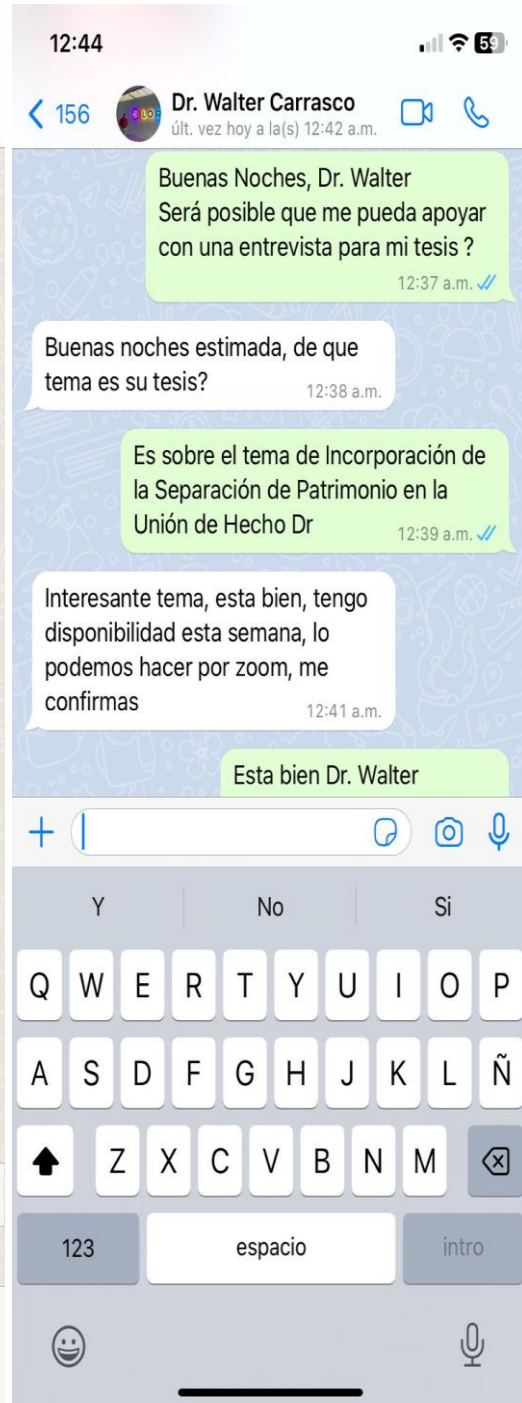 12:44
59
156
Dr. Walter Carrasco
últ. vez hoy a la(s) 12:42 a.m.
Buenas Noches, Dr. Walter
Será posible que me pueda apoyar
con una entrevista para mi tesis ?
12:37 a.m.
Buenas noches estimada, de que
tema es su tesis?
12:38 a.m.
Es sobre el tema de Incorporación de
la Separación de Patrimonio en la
Unión de Hecho Dr
12:39 a.m.
Interesante tema, esta bien, tengo
disponibilidad esta semana, lo
podemos hacer por zoom, me
confirmas
12:41 a.m.
Esta bien Dr. Walter
Y No Si
Q W E R T Y U I O P
A S D F G H J K L Ñ
Z X C V B N M
123 espacio intro